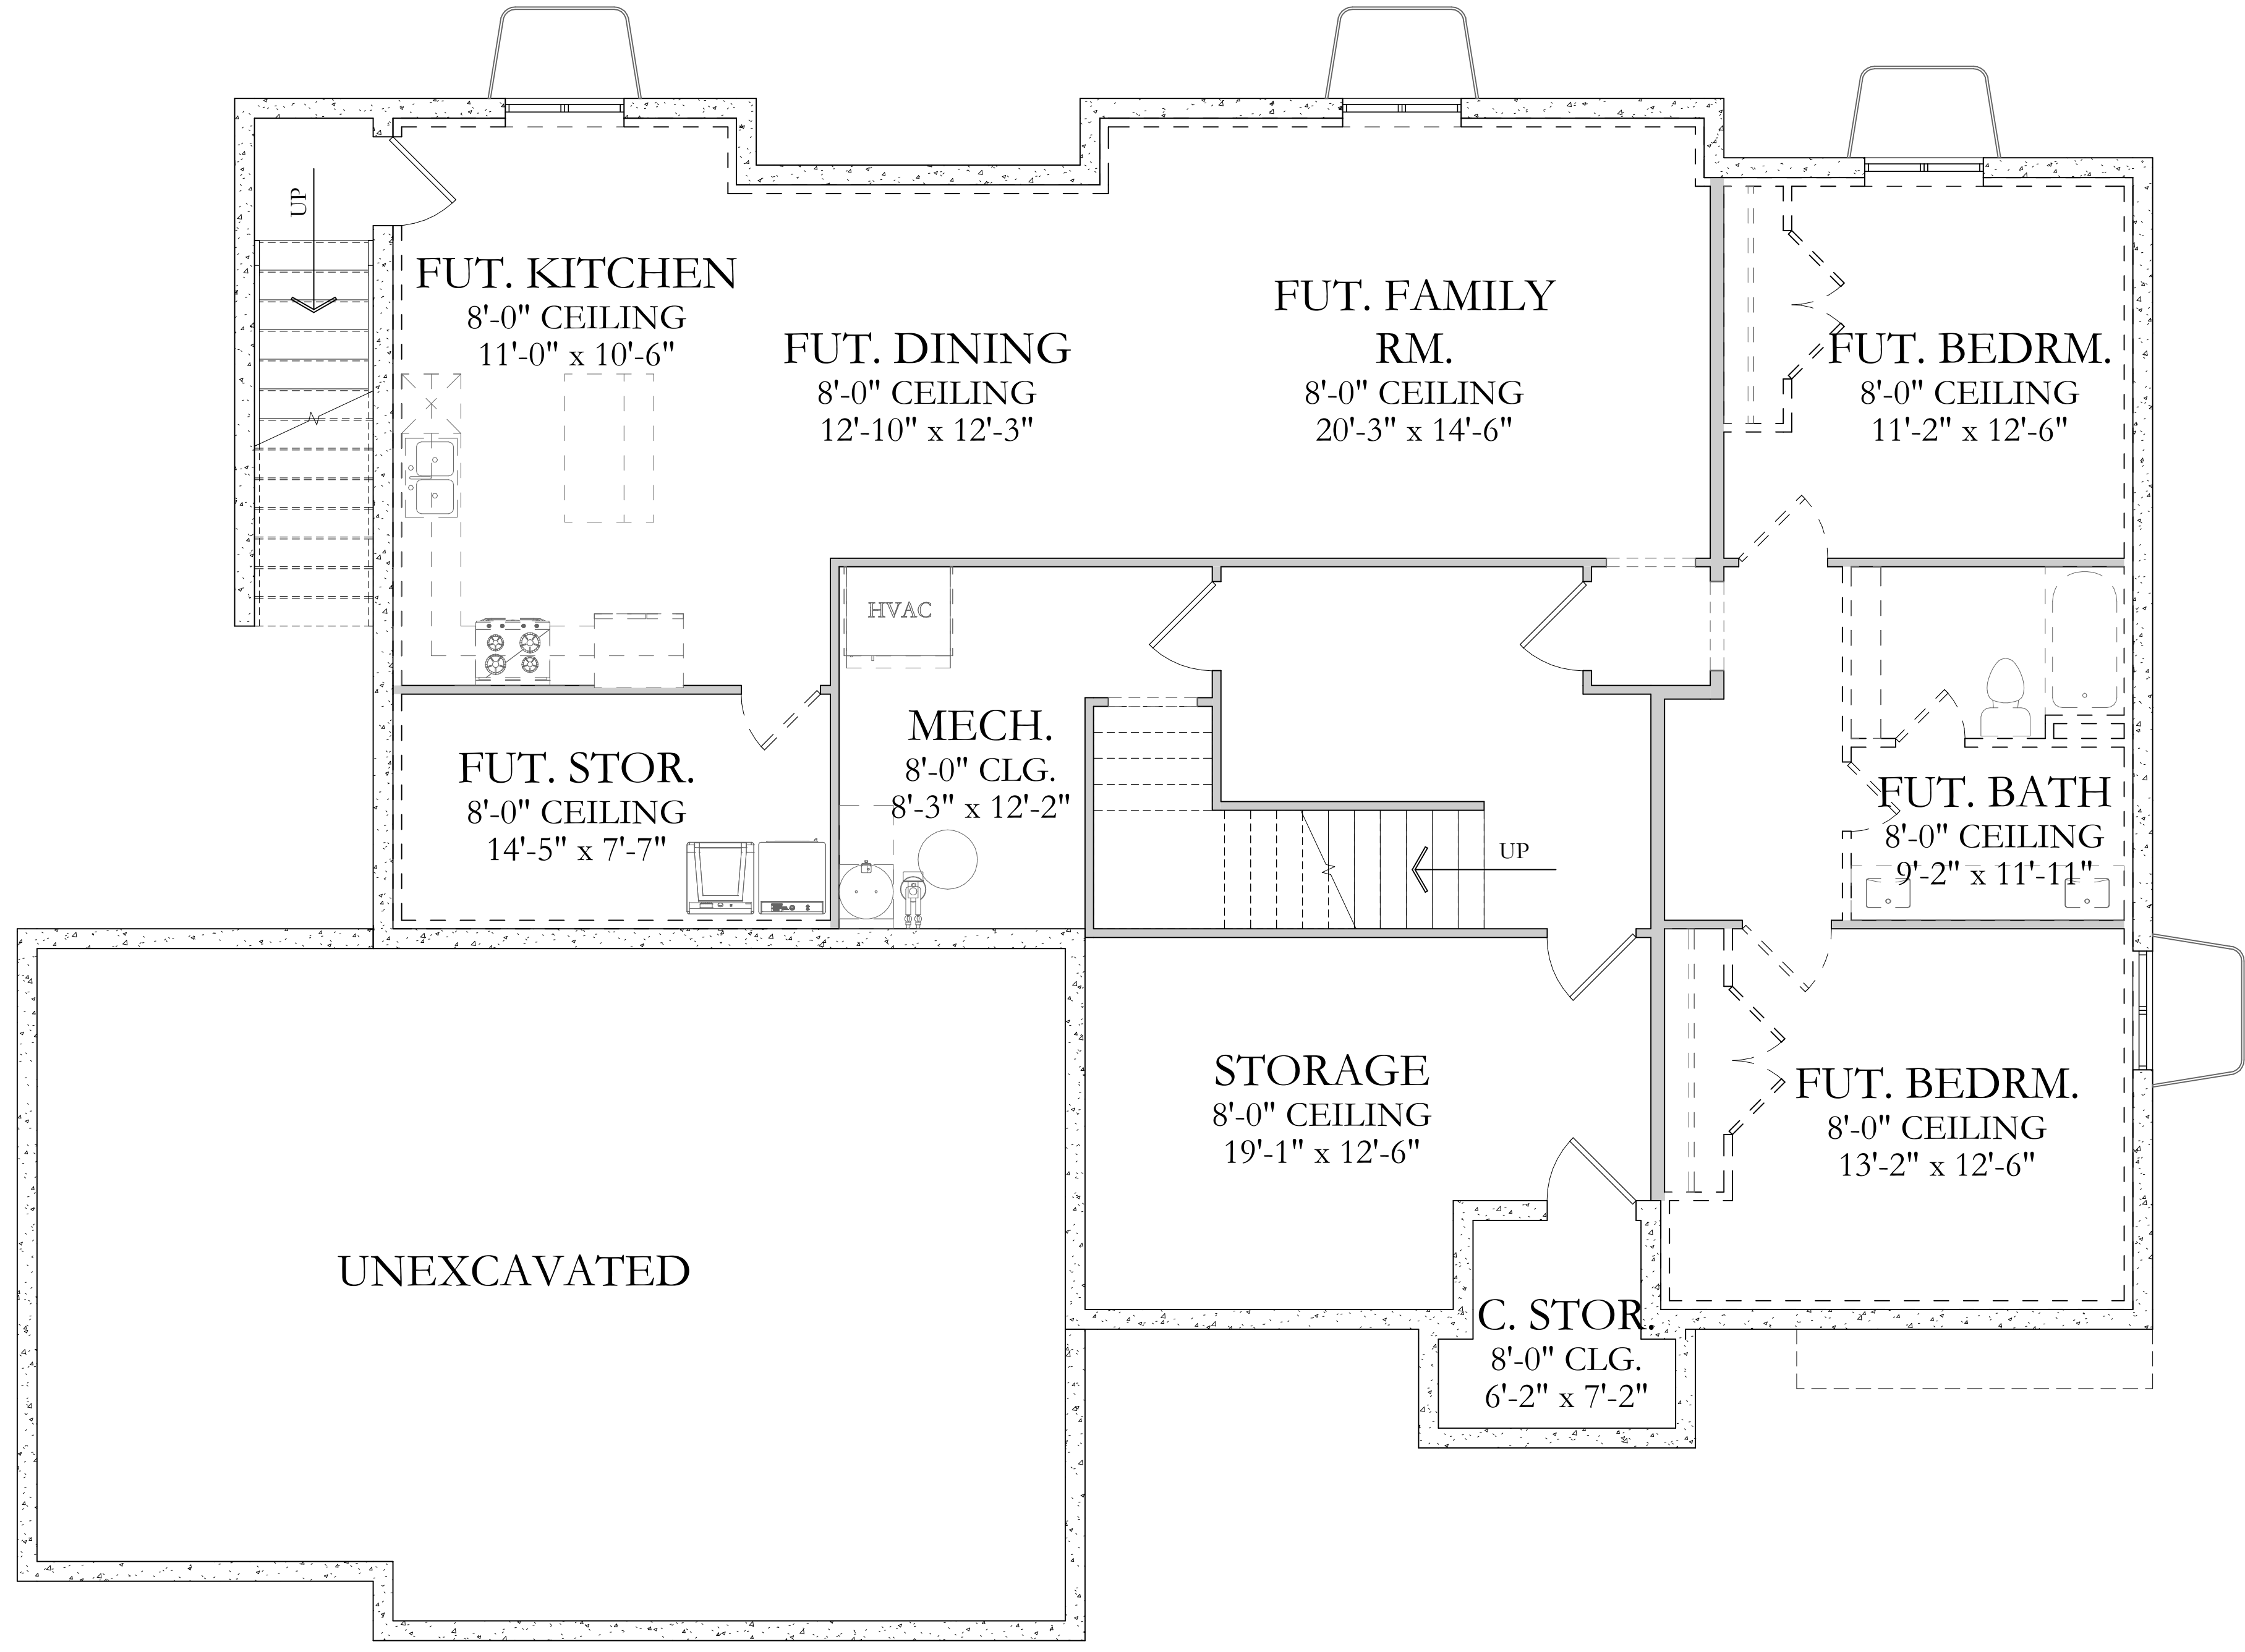 UP
FUT. KITCHEN
8'-0" CEILING
11'-0" x 10'-6"
FUT. DINING
8'-0" CEILING
12'-10" x 12'-3"
FUT. FAMILY
RM.
8'-0" CEILING
20'-3" x 14'-6"
FUT. BEDRM.
8'-0" CEILING
11'-2" x 12'-6"
HVAC
MECH.
8'-0" CLG.
8'-3" x 12'-2"
FUT. STOR.
8'-0" CEILING
14'-5" x 7'-7"
UP
FUT. BATH
8'-0" CEILING
9'-2" x 11'-11"
STORAGE
8'-0" CEILING
19'-1" x 12'-6"
FUT. BEDRM.
8'-0" CEILING
13'-2" x 12'-6"
UNEXCAVATED
C. STOR.
8'-0" CLG.
6'-2" x 7'-2"